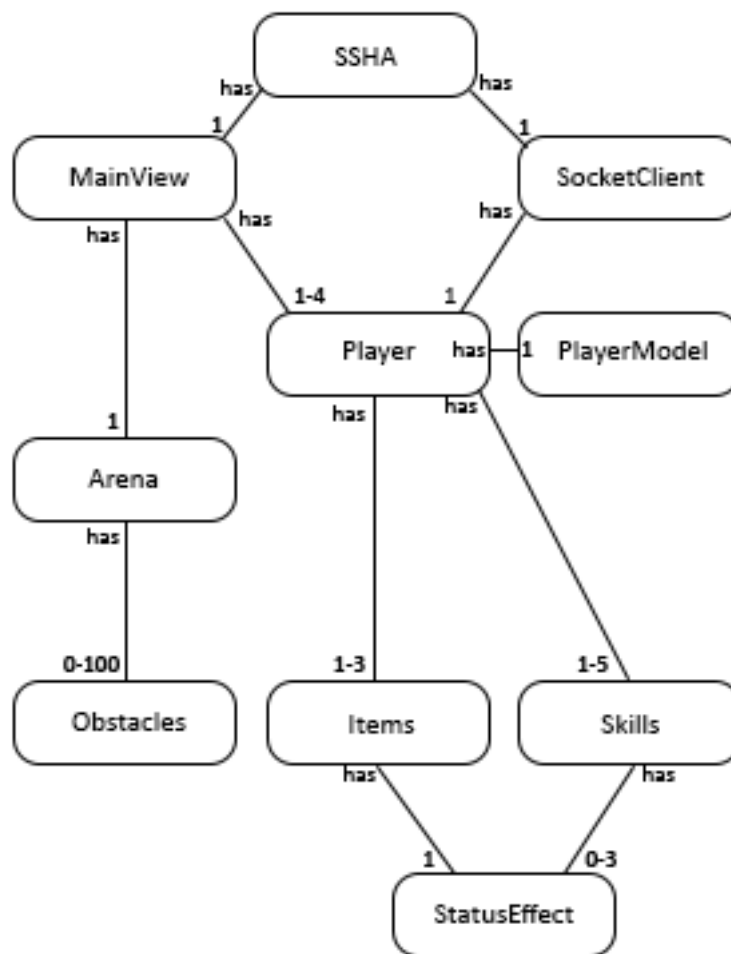 SSHA
has
has
1
1
MainView
SocketClient
has
has
has
1-4
1
Player
has
1
PlayerModel
has
has
1
Arena
has
0-100
1-3
1-5
Obstacles
Items
Skills
has
has
1
0-3
StatusEffect